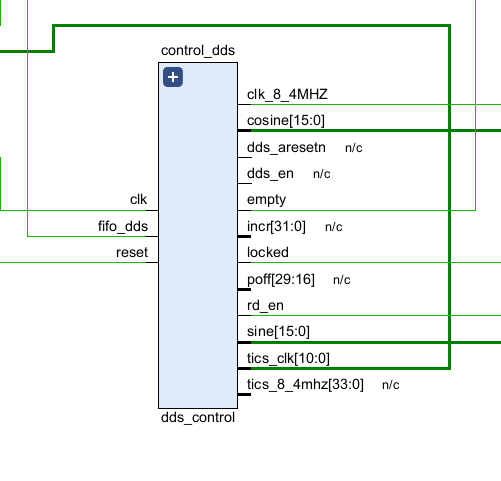 control_dds
clk_8_4MHZ
cosine[15:0]
dds_aresetn n/c
dds_en n/c
clk
empty
fifo_dds
incr[31:0] n/c
reset
locked
poff[29:16] n/c
rd_en
sine[15:0]
tics_clk[10:0]
tics_8_4mhz[33:0] n/c
dds_control